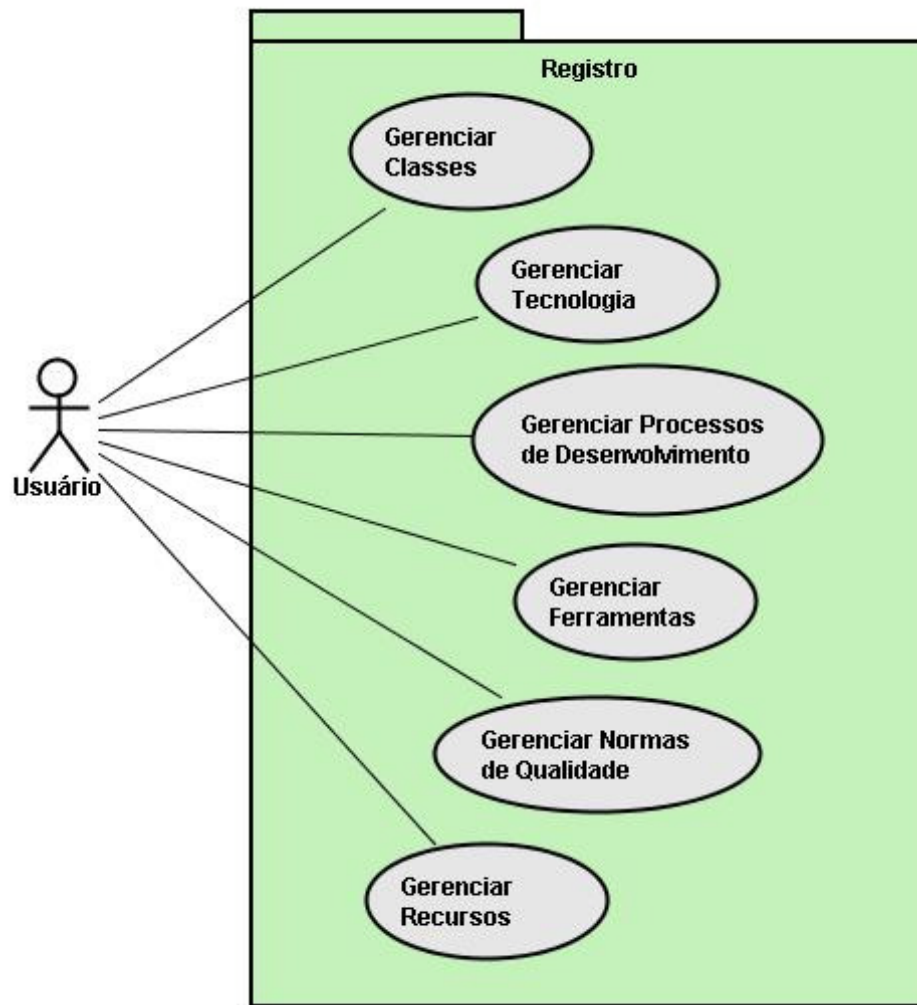 Registro
Gerenciar
Classes
Gerenciar
Tecnologia
Gerenciar Processos
de Desenvolvimento
Usuário
Gerenciar
Ferramentas
Gerenciar Normas
de Qualidade
Gerenciar
Recursos